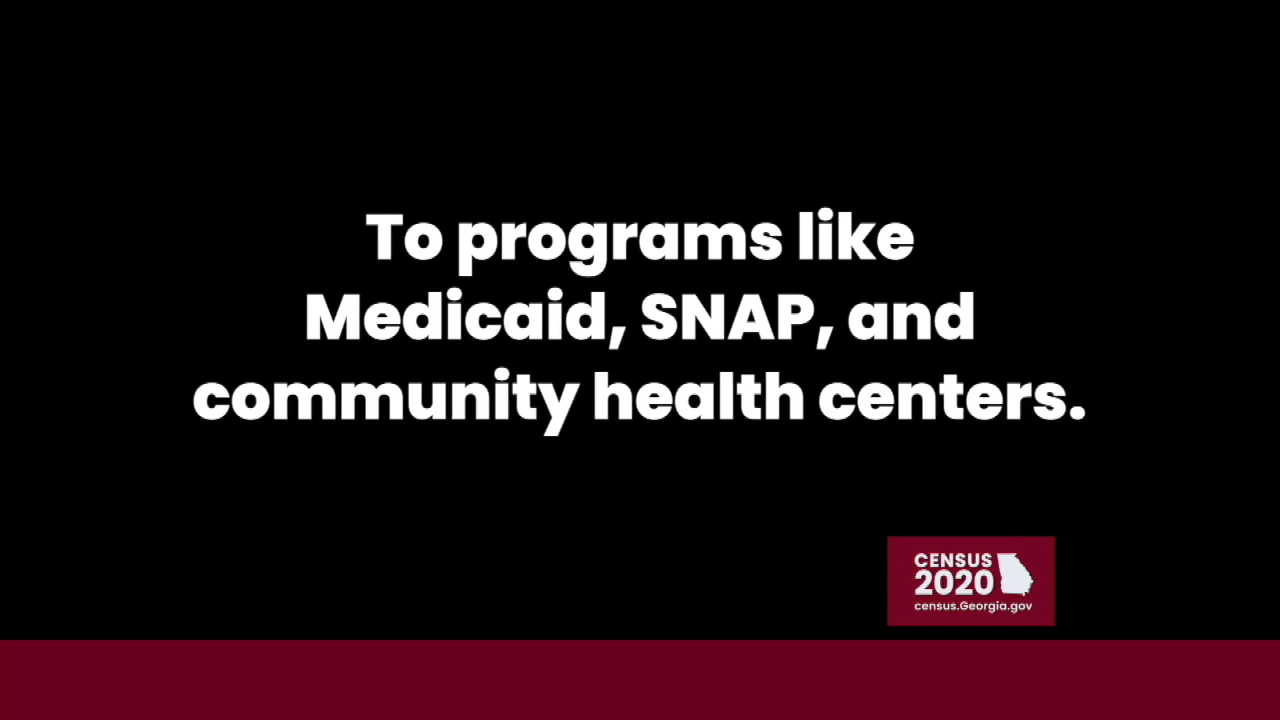 To programs like
Medicaid, SNAP, and
community health centers.
CENSUS
2020
census.Georgia.gov